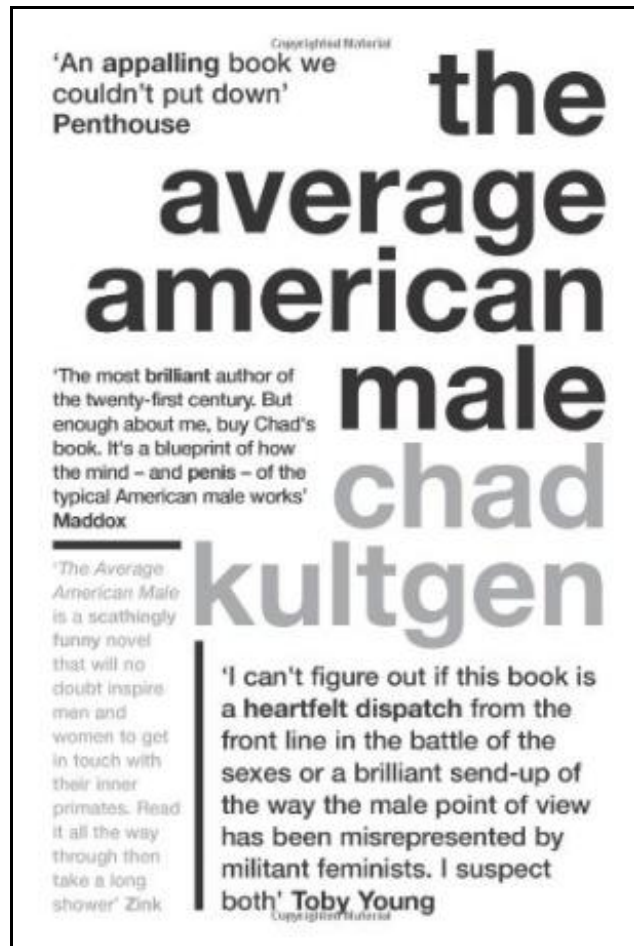 Copyrighted Material
'An appalling book we
couldn't put down'
Penthouse
the
average
american
male
'The most brilliant author of
the twenty-first century. But
enough about me, buy Chad's
book. It's a blueprint of how
the mind – and penis – of the
typical American male works'
Maddox
chad
kultgen
'The Average
American Male
is a scathingly
funny novel
that will no
doubt inspire
men and
women to get
in touch with
their inner
primates. Read
it all the way
through then
take a long
shower' Zink
'I can't figure out if this book is
a heartfelt dispatch from the
front line in the battle of the
sexes or a brilliant send-up of
the way the male point of view
has been misrepresented by
militant feminists. I suspect
both' Toby Young
Copyrighted Material